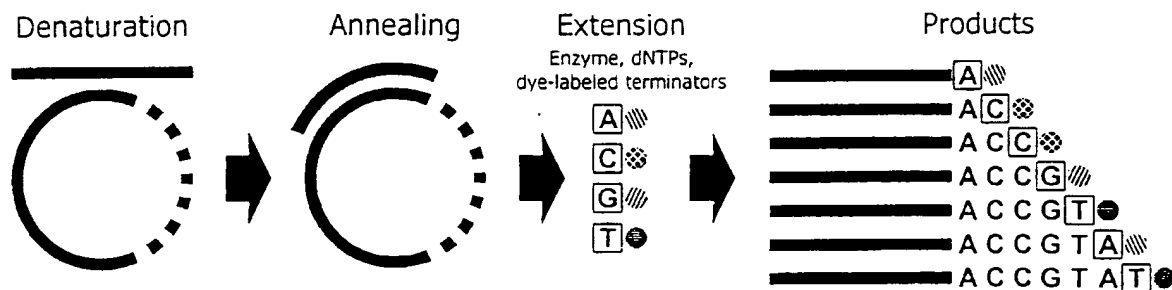 Denaturation
Annealing
Extension
Enzyme, dNTPs,
dye-labeled terminators
A
C
G
T
Products
A
A C
A C C
A C C G
A C C G T
A C C G T A
A C C G T A T